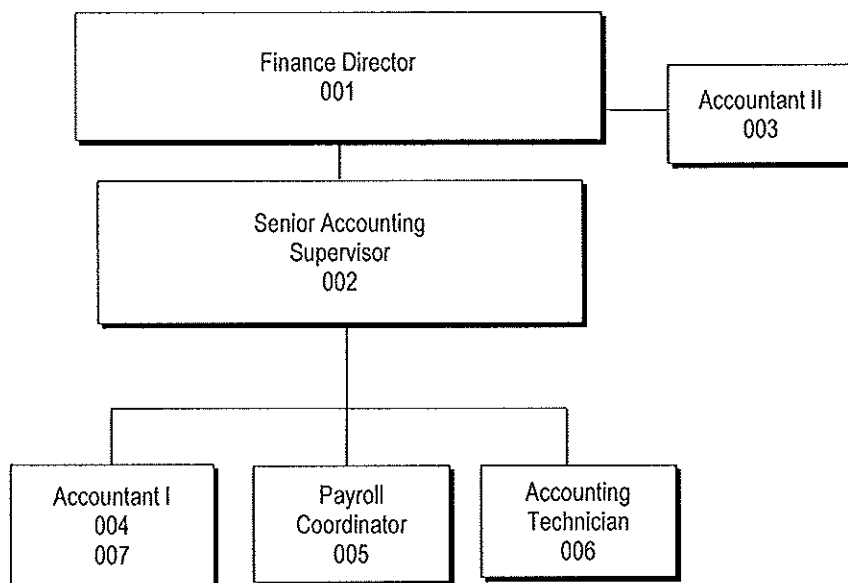 Finance Director
001
Accountant II
003
Senior Accounting
Supervisor
002
Accountant I
004
007
Payroll
Coordinator
005
Accounting
Technician
006